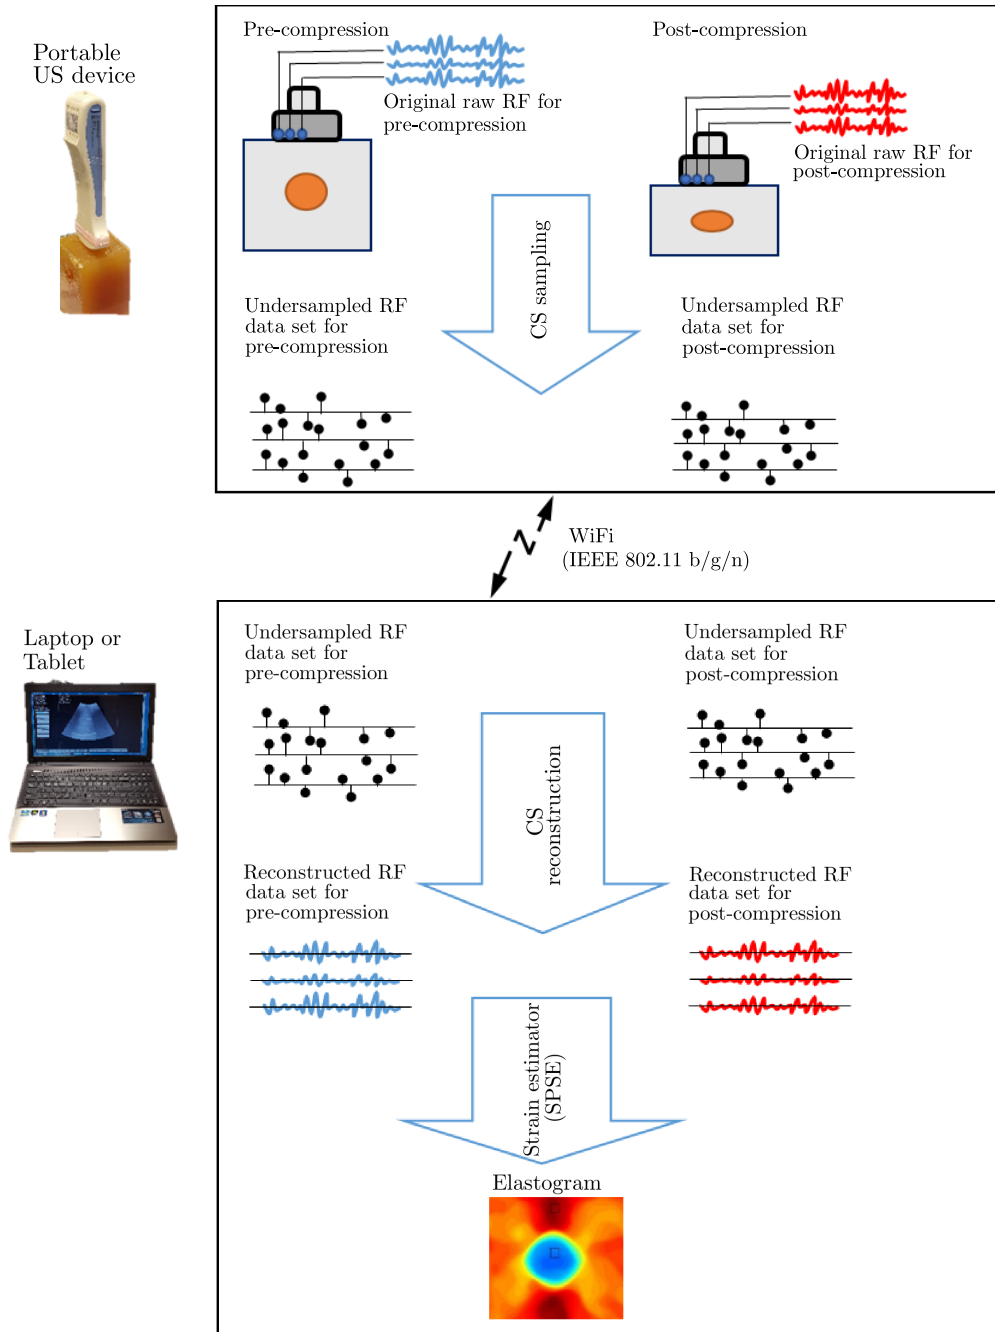 Portable
US device
Pre-compression
Original raw RF for
pre-compression
Post-compression
Original raw RF for
post-compression
CS sampling
Undersampled RF
data set for
pre-compression
Undersampled RF
data set for
post-compression
WiFi
(IEEE 802.11 b/g/n)
Laptop or
Tablet
Undersampled RF
data set for
pre-compression
Undersampled RF
data set for
post-compression
CS
reconstruction
Reconstructed RF
data set for
pre-compression
Reconstructed RF
data set for
post-compression
Strain estimator
(SPSE)
Elastogram